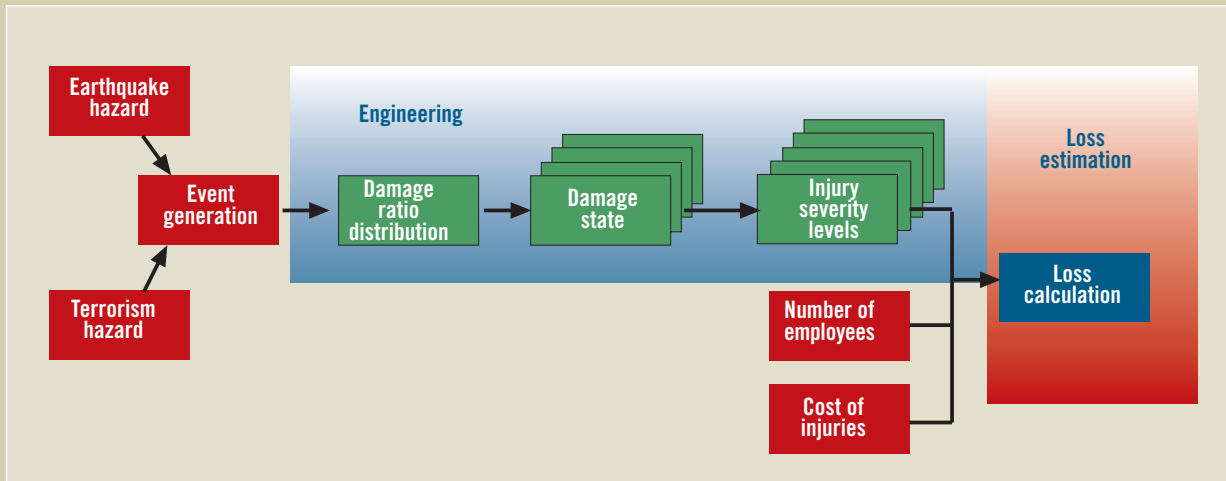 Earthquake
hazard
Engineering
Loss
estimation
Event
generation
Damage
ratio
distribution
Damage
state
Injury
severity
levels
Loss
calculation
Terrorism
hazard
Number of
employees
Cost of
injuries